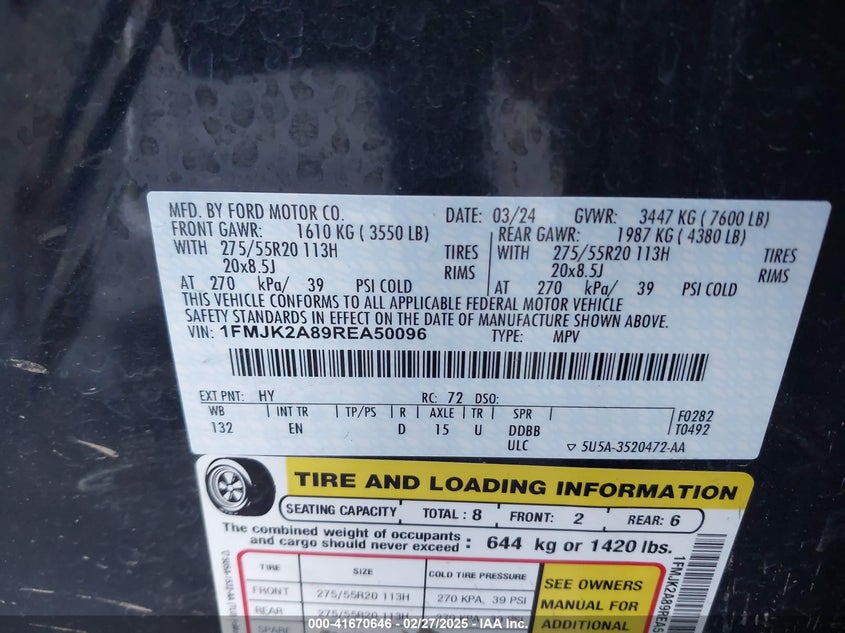 MFD. BY FORD MOTOR CO. DATE: 03/24 GVWR: 3447 KG ( 7600 LB)
FRONT GAWR: 1610 KG ( 3550 LB) REAR GAWR: 1987 KG ( 4380 LB)
WITH 275/55R20 113H TIRES WITH 275/55R20 113H TIRES
20x8.5J RIMS 20x8.5J RIMS
AT 270 kPa/ 39 PSI COLD AT 270 kPa/ 39 PSI COLD
THIS VEHICLE CONFORMS TO ALL APPLICABLE FEDERAL MOTOR VEHICLE
SAFETY STANDARDS IN EFFECT ON THE DATE OF MANUFACTURE SHOWN ABOVE.
VIN: 1FMJK2A89REA50096 TYPE: MPV
EXT PNT: HY RC: 72 DSO:
WB INT TR TP/PS R AXLE TR SPR F0282
132 EN D 15 U DDBB T0492
ULC ▽ 5U5A-3520472-AA
TIRE AND LOADING INFORMATION
SEATING CAPACITY TOTAL : 8 FRONT: 2 REAR: 6
The combined weight of occupants
and cargo should never exceed : 644 kg or 1420 lbs.
TIRE SIZE COLD TIRE PRESSURE
FRONT 275/55R20 113H 270 KPA, 39 PSI
REAR 275/55R20 113H
SPARE
SEE OWNERS
MANUAL FOR
ADDITIONAL
1FMJK2A89REA5
000-41670646 - 02/27/2025 - IAA Inc.